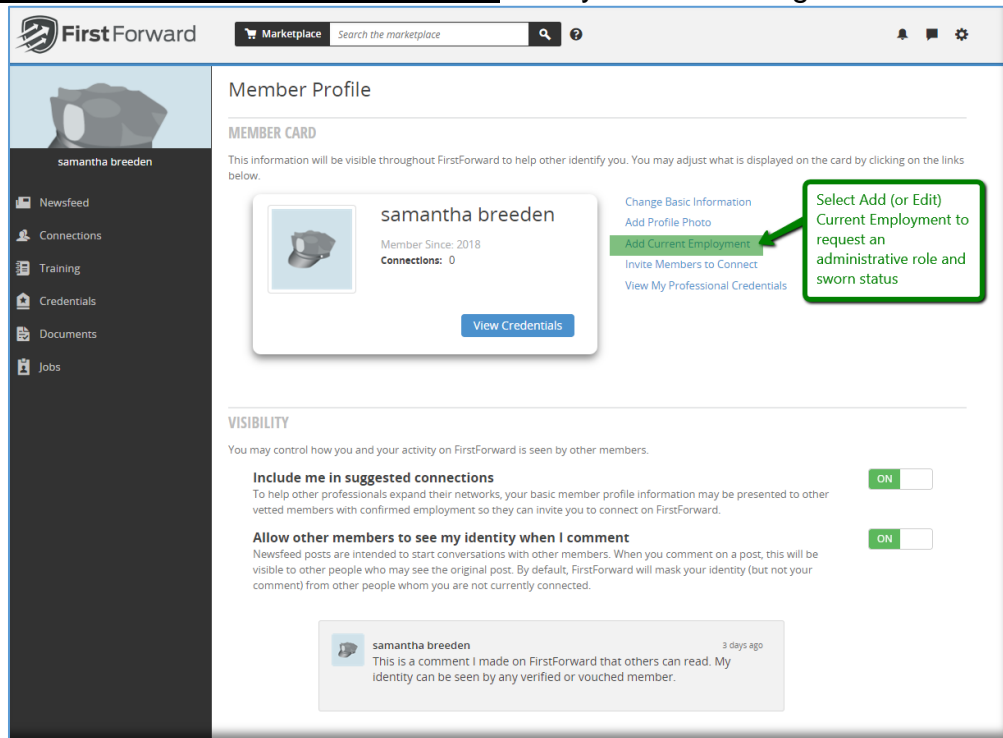 FirstForward
Marketplace Search the marketplace
Member Profile
MEMBER CARD
This information will be visible throughout FirstForward to help other identify you. You may adjust what is displayed on the card by clicking on the links
below.
samantha breeden
Newsfeed
Connections
Training
Credentials
Documents
Jobs
samantha breeden
Member Since: 2018
Connections: 0
View Credentials
Change Basic Information
Add Profile Photo
Add Current Employment
Invite Members to Connect
View My Professional Credentials
Select Add (or Edit)
Current Employment to
request an
administrative role and
sworn status
VISIBILITY
You may control how you and your activity on FirstForward is seen by other members.
Include me in suggested connections
ON
To help other professionals expand their networks, your basic member profile information may be presented to other
vetted members with confirmed employment so they can invite you to connect on FirstForward.
Allow other members to see my identity when I comment
ON
Newsfeed posts are intended to start conversations with other members. When you comment on a post, this will be
visible to other people who may see the original post. By default, FirstForward will mask your identity (but not your
comment) from other people whom you are not currently connected.
samantha breeden 3 days ago
This is a comment I made on FirstForward that others can read. My
identity can be seen by any verified or vouched member.